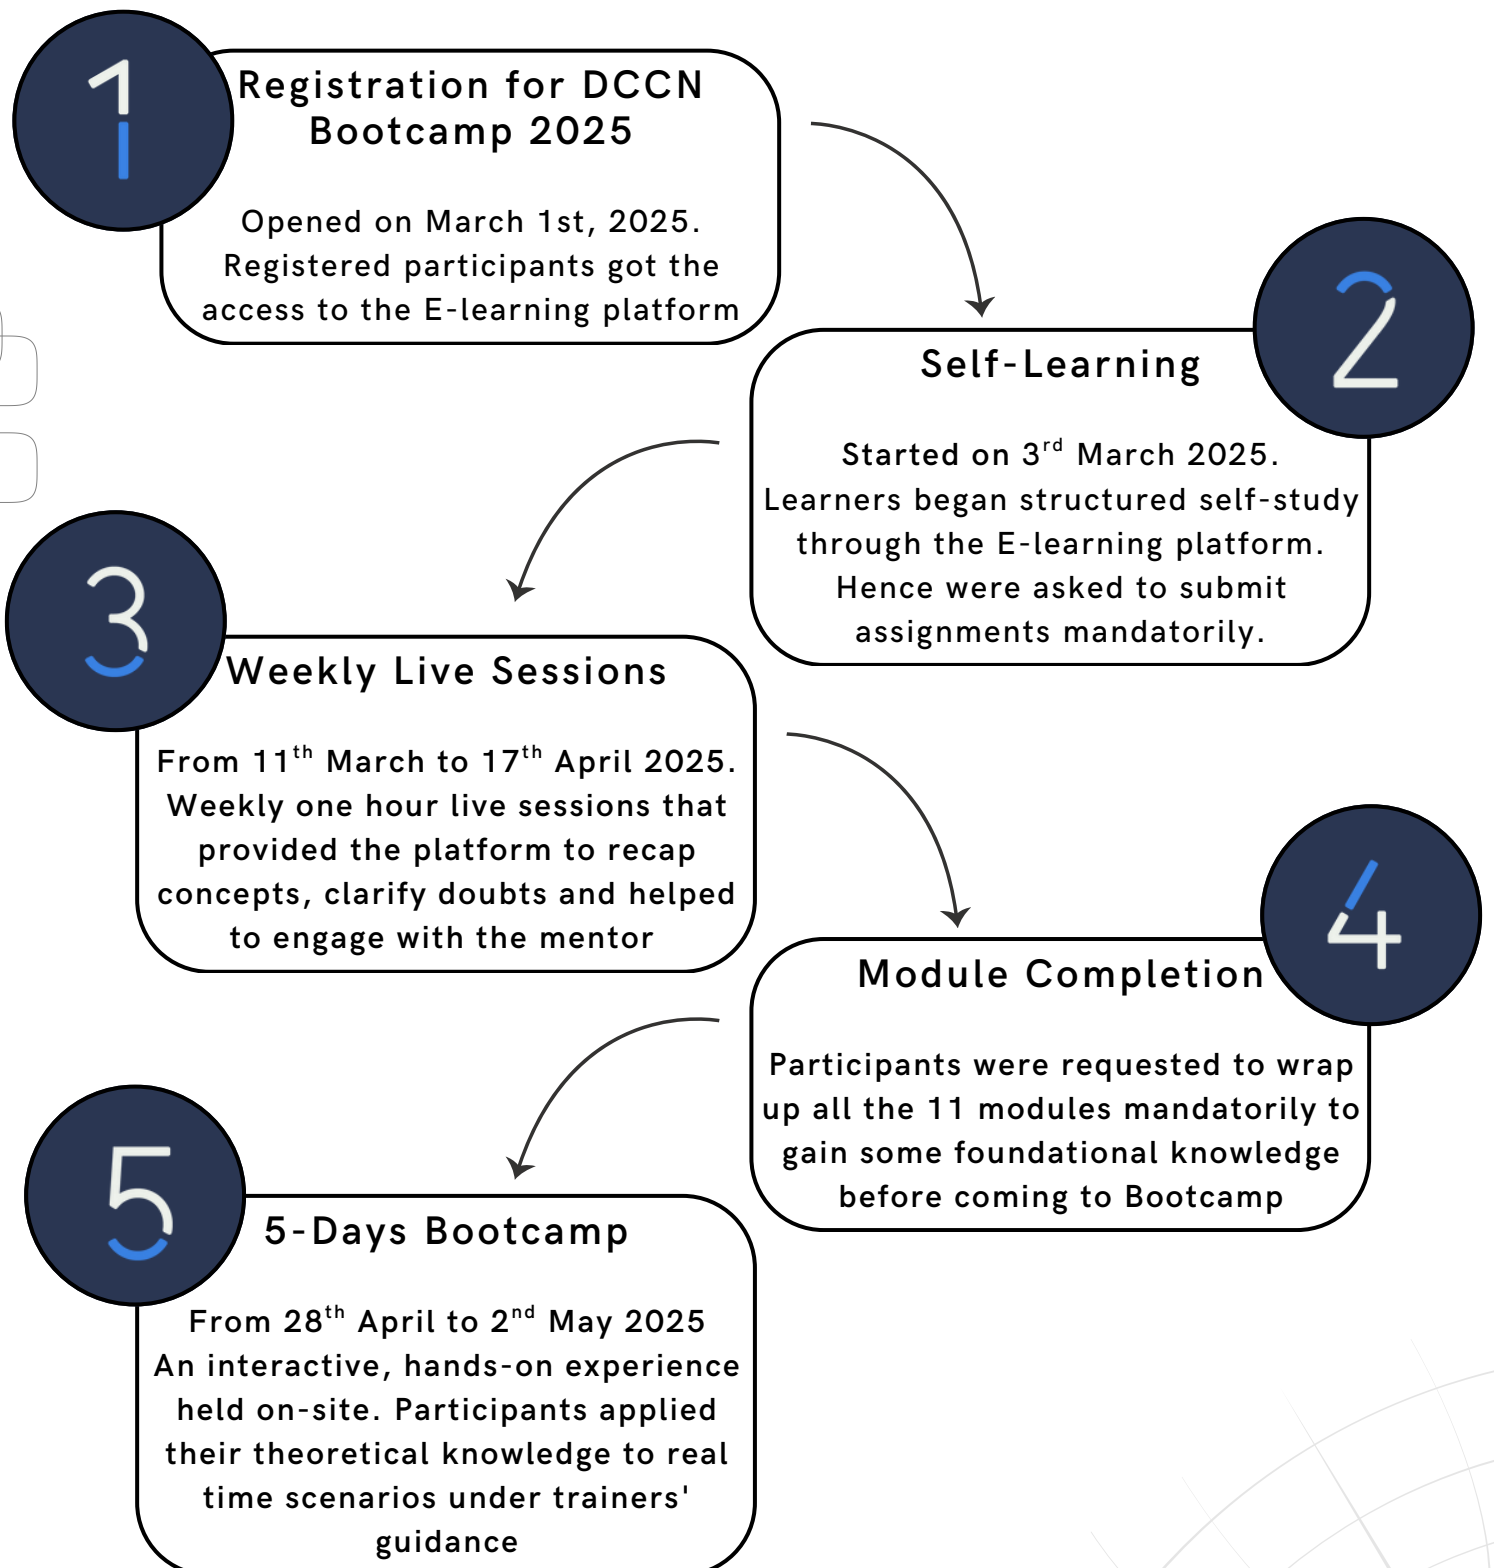 1
Registration for DCCN
Bootcamp 2025
Opened on March 1st, 2025.
Registered participants got the
access to the E-learning platform
2
Self-Learning
Started on 3rd March 2025.
Learners began structured self-study
through the E-learning platform.
Hence were asked to submit
assignments mandatorily.
3
Weekly Live Sessions
From 11th March to 17th April 2025.
Weekly one hour live sessions that
provided the platform to recap
concepts, clarify doubts and helped
to engage with the mentor
4
Module Completion
Participants were requested to wrap
up all the 11 modules mandatorily to
gain some foundational knowledge
before coming to Bootcamp
5
5-Days Bootcamp
From 28th April to 2nd May 2025
An interactive, hands-on experience
held on-site. Participants applied
their theoretical knowledge to real
time scenarios under trainers'
guidance